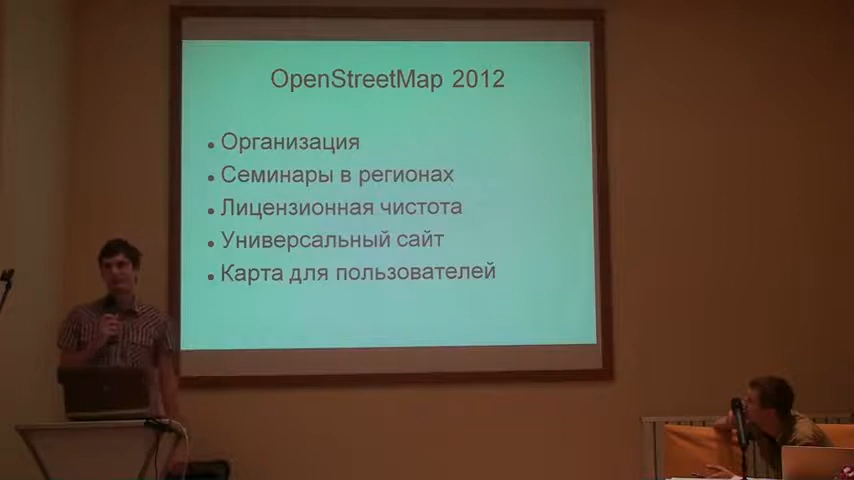 OpenStreetMap 2012
• Организация
• Семинары в регионах
• Лицензионная чистота
• Универсальный сайт
• Карта для пользователей